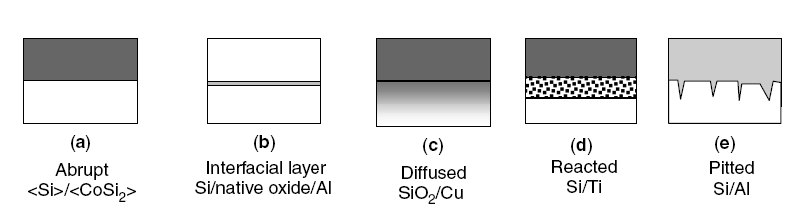 (a)
Abrupt
<Si>/<CoSi2>
(b)
Interfacial layer
Si/native oxide/Al
(c)
Diffused
SiO2/Cu
(d)
Reacted
Si/Ti
(e)
Pitted
Si/Al